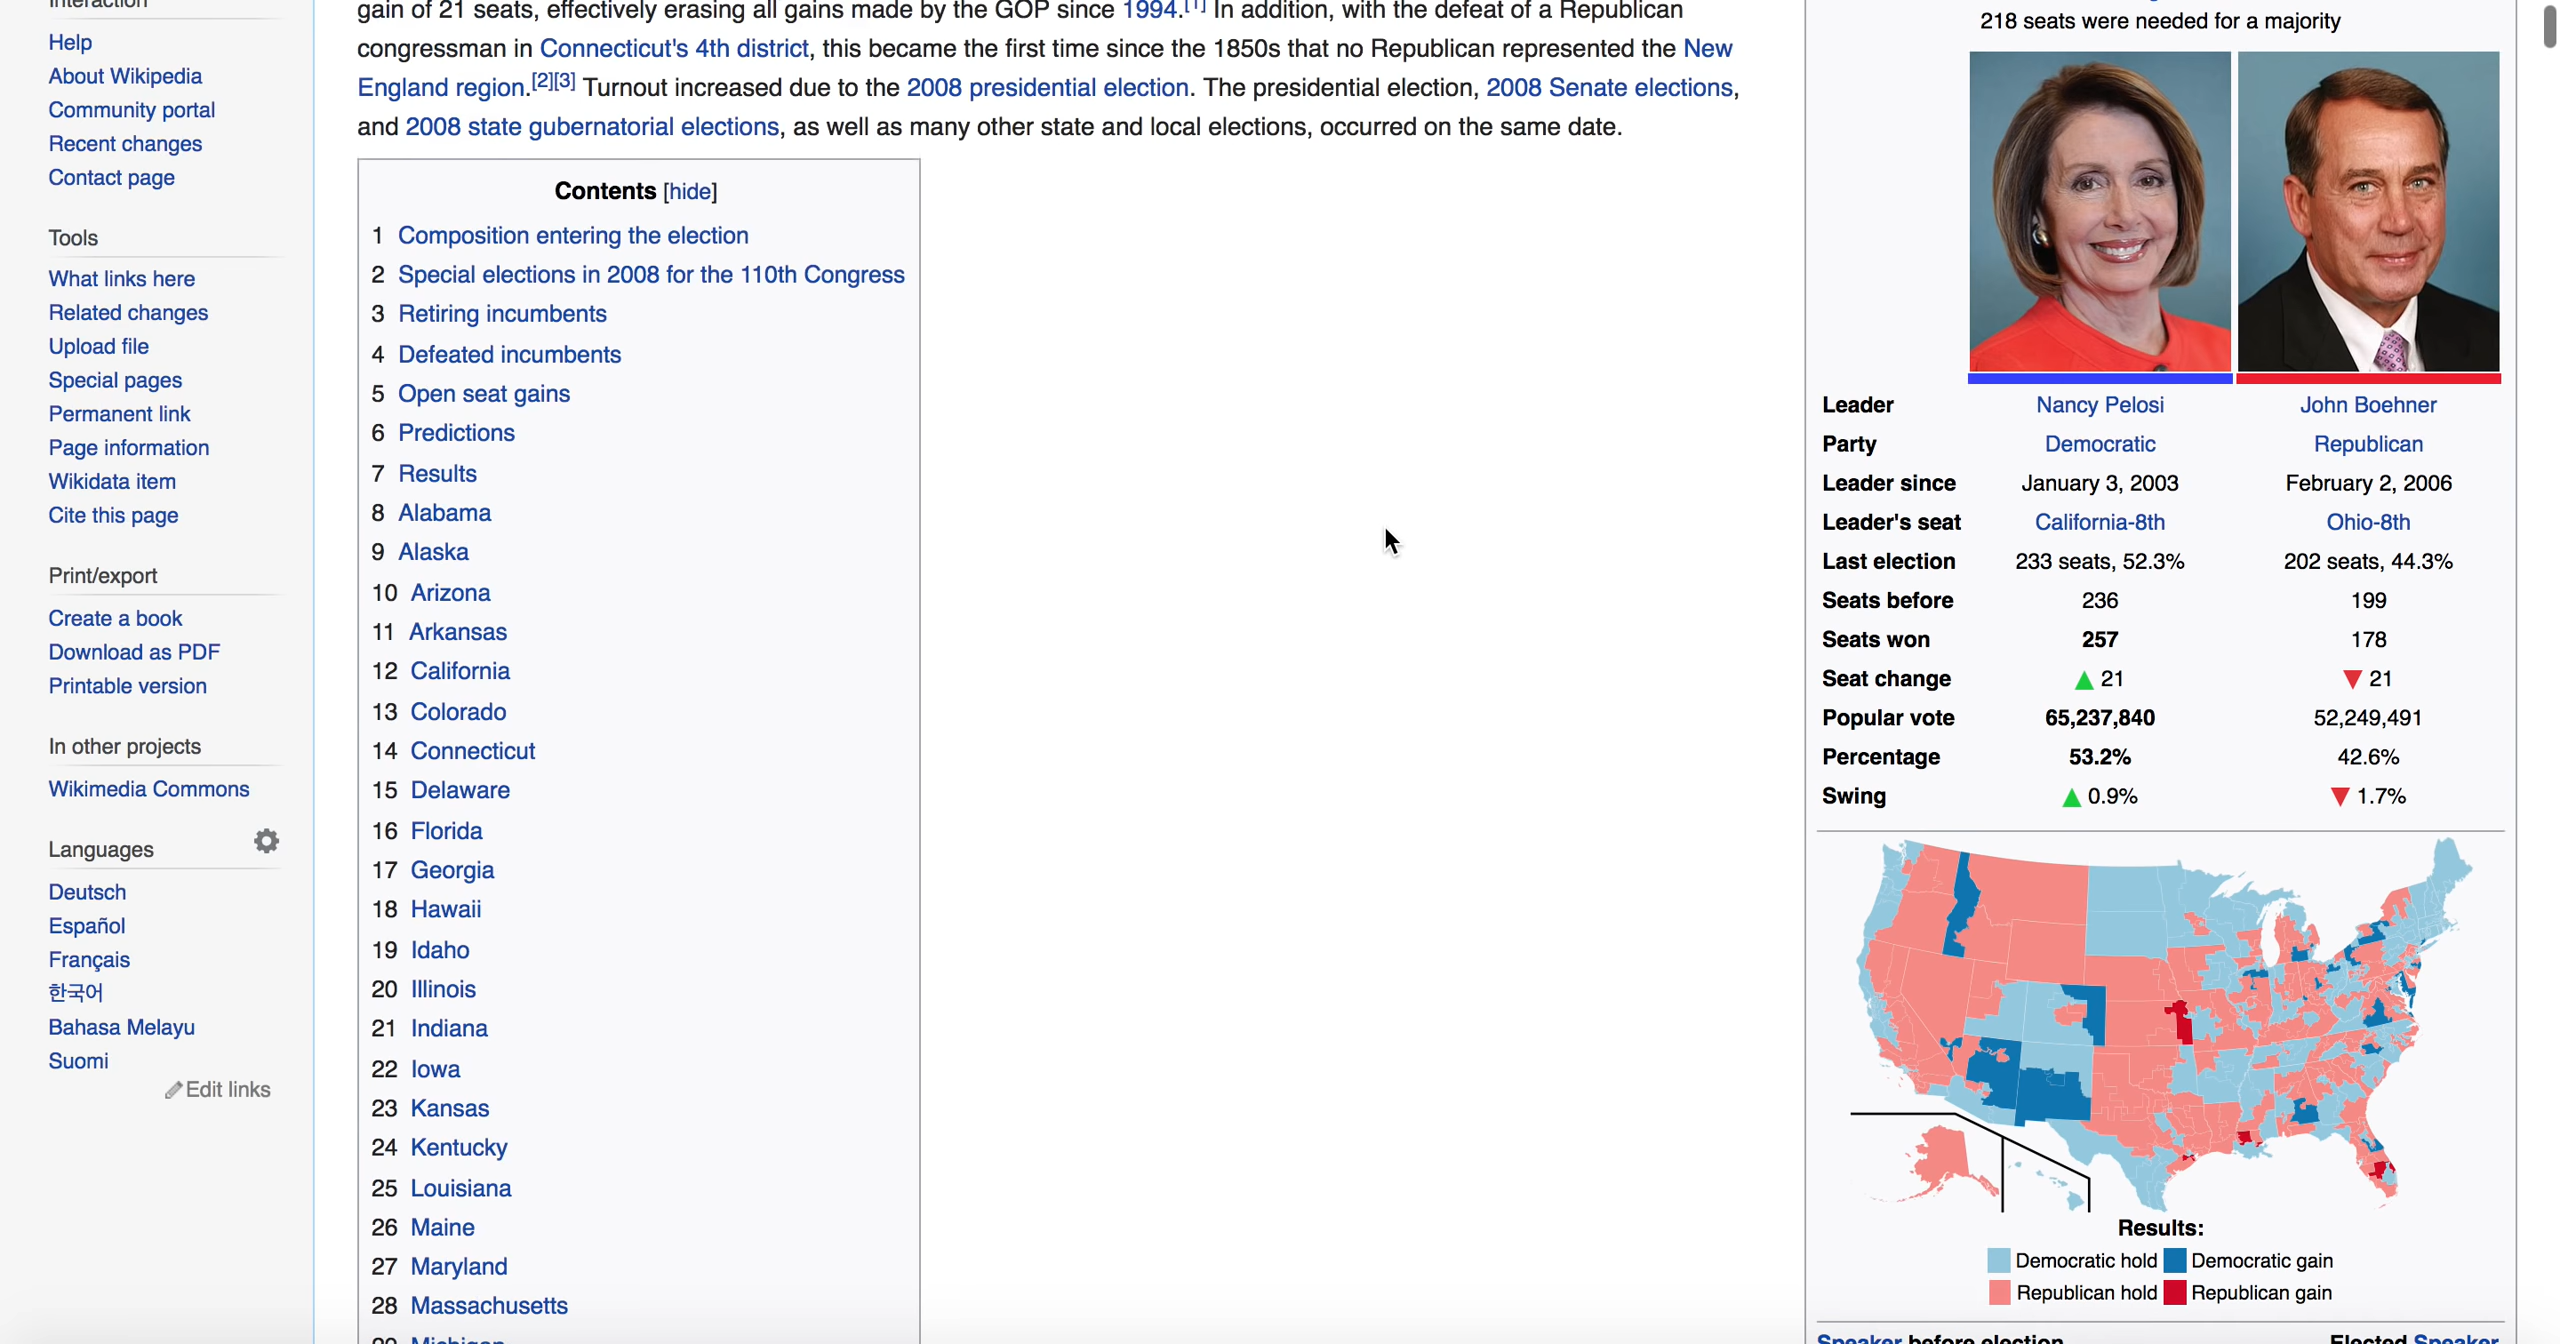 Interaction
Help
About Wikipedia
Community portal
Recent changes
Contact page
Tools
What links here
Related changes
Upload file
Special pages
Permanent link
Page information
Wikidata item
Cite this page
Print/export
Create a book
Download as PDF
Printable version
In other projects
Wikimedia Commons
Languages
Deutsch
Español
Français
한국어
Bahasa Melayu
Suomi
Edit links
gain of 21 seats, effectively erasing all gains made by the GOP since 1994.[1] In addition, with the defeat of a Republican
congressman in Connecticut's 4th district, this became the first time since the 1850s that no Republican represented the New
England region.[2][3] Turnout increased due to the 2008 presidential election. The presidential election, 2008 Senate elections,
and 2008 state gubernatorial elections, as well as many other state and local elections, occurred on the same date.
Contents [hide]
1 Composition entering the election
2 Special elections in 2008 for the 110th Congress
3 Retiring incumbents
4 Defeated incumbents
5 Open seat gains
6 Predictions
7 Results
8 Alabama
9 Alaska
10 Arizona
11 Arkansas
12 California
13 Colorado
14 Connecticut
15 Delaware
16 Florida
17 Georgia
18 Hawaii
19 Idaho
20 Illinois
21 Indiana
22 Iowa
23 Kansas
24 Kentucky
25 Louisiana
26 Maine
27 Maryland
28 Massachusetts
29 Michigan
218 seats were needed for a majority
Leader Nancy Pelosi John Boehner
Party Democratic Republican
Leader since January 3, 2003 February 2, 2006
Leader's seat California-8th Ohio-8th
Last election 233 seats, 52.3% 202 seats, 44.3%
Seats before 236 199
Seats won 257 178
Seat change ▲ 21 ▼ 21
Popular vote 65,237,840 52,249,491
Percentage 53.2% 42.6%
Swing ▲ 0.9% ▼ 1.7%
Results:
Democratic hold Democratic gain
Republican hold Republican gain
Speaker before election Elected Speaker